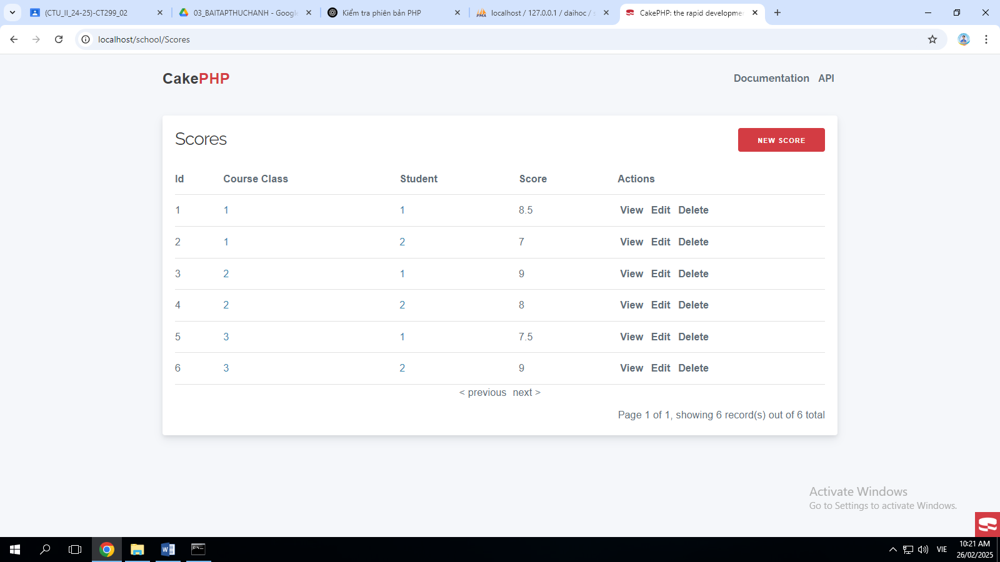 (CTU_II_24-25)-CT299_02
03_BAITAPTHUCHANH - Google
Kiểm tra phiên bản PHP
localhost / 127.0.0.1 / daihoc / s
CakePHP: the rapid developme
localhost/school/Scores
CakePHP
Documentation API
Scores
NEW SCORE
Id Course Class Student Score Actions
1 1 1 8.5 View Edit Delete
2 1 2 7 View Edit Delete
3 2 1 9 View Edit Delete
4 2 2 8 View Edit Delete
5 3 1 7.5 View Edit Delete
6 3 2 9 View Edit Delete
< previous next >
Page 1 of 1, showing 6 record(s) out of 6 total
Activate Windows
Go to Settings to activate Windows.
VIE
10:21 AM
26/02/2025